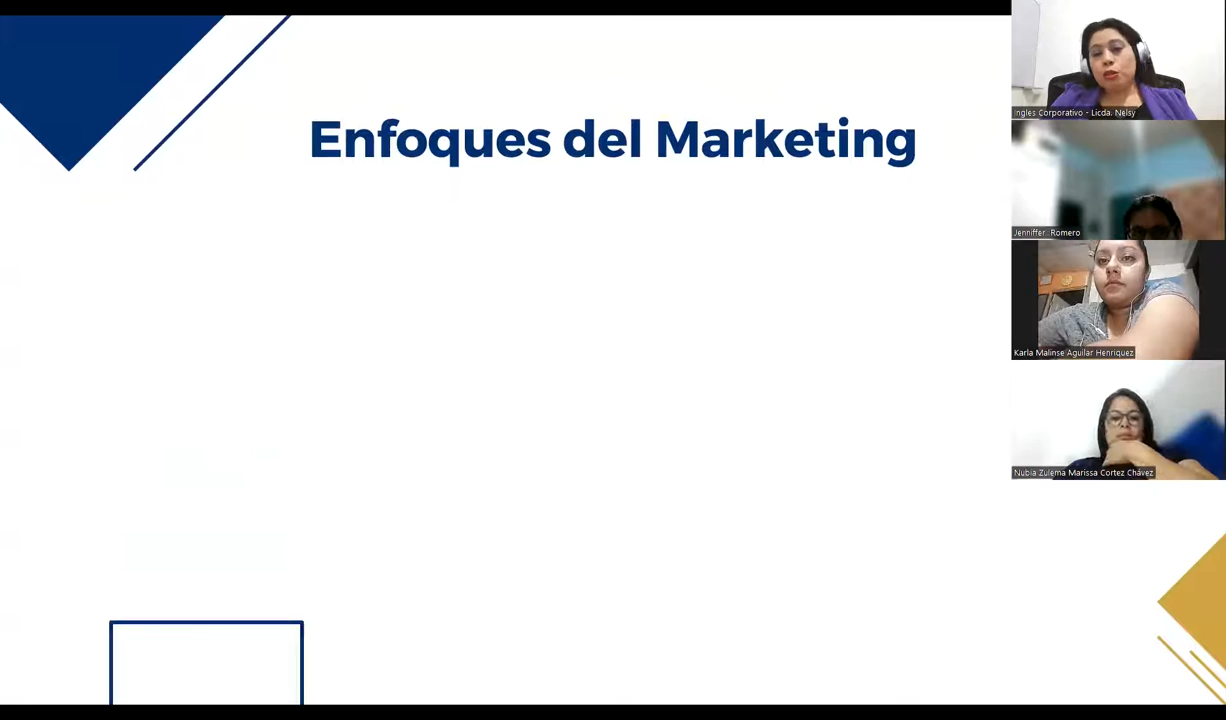 Enfoques del Marketing
Ingles Corporativo - Licda. Nelsy
Jenniffer Romero
Karla Malinse Aguilar Henriquez
Nubia Zulema Marissa Cortez Chávez